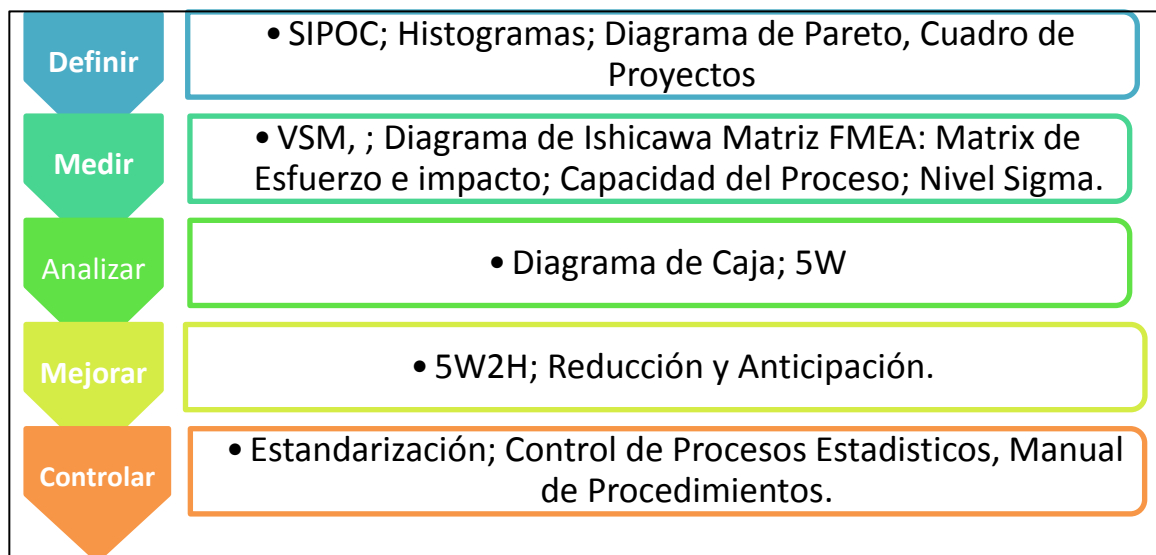 Definir
• SIPOC; Histogramas; Diagrama de Pareto, Cuadro de
Proyectos
Medir
• VSM, ; Diagrama de Ishicawa Matriz FMEA: Matrix de
Esfuerzo e impacto; Capacidad del Proceso; Nivel Sigma.
Analizar
• Diagrama de Caja; 5W
Mejorar
• 5W2H; Reducción y Anticipación.
Controlar
• Estandarización; Control de Procesos Estadisticos, Manual
de Procedimientos.